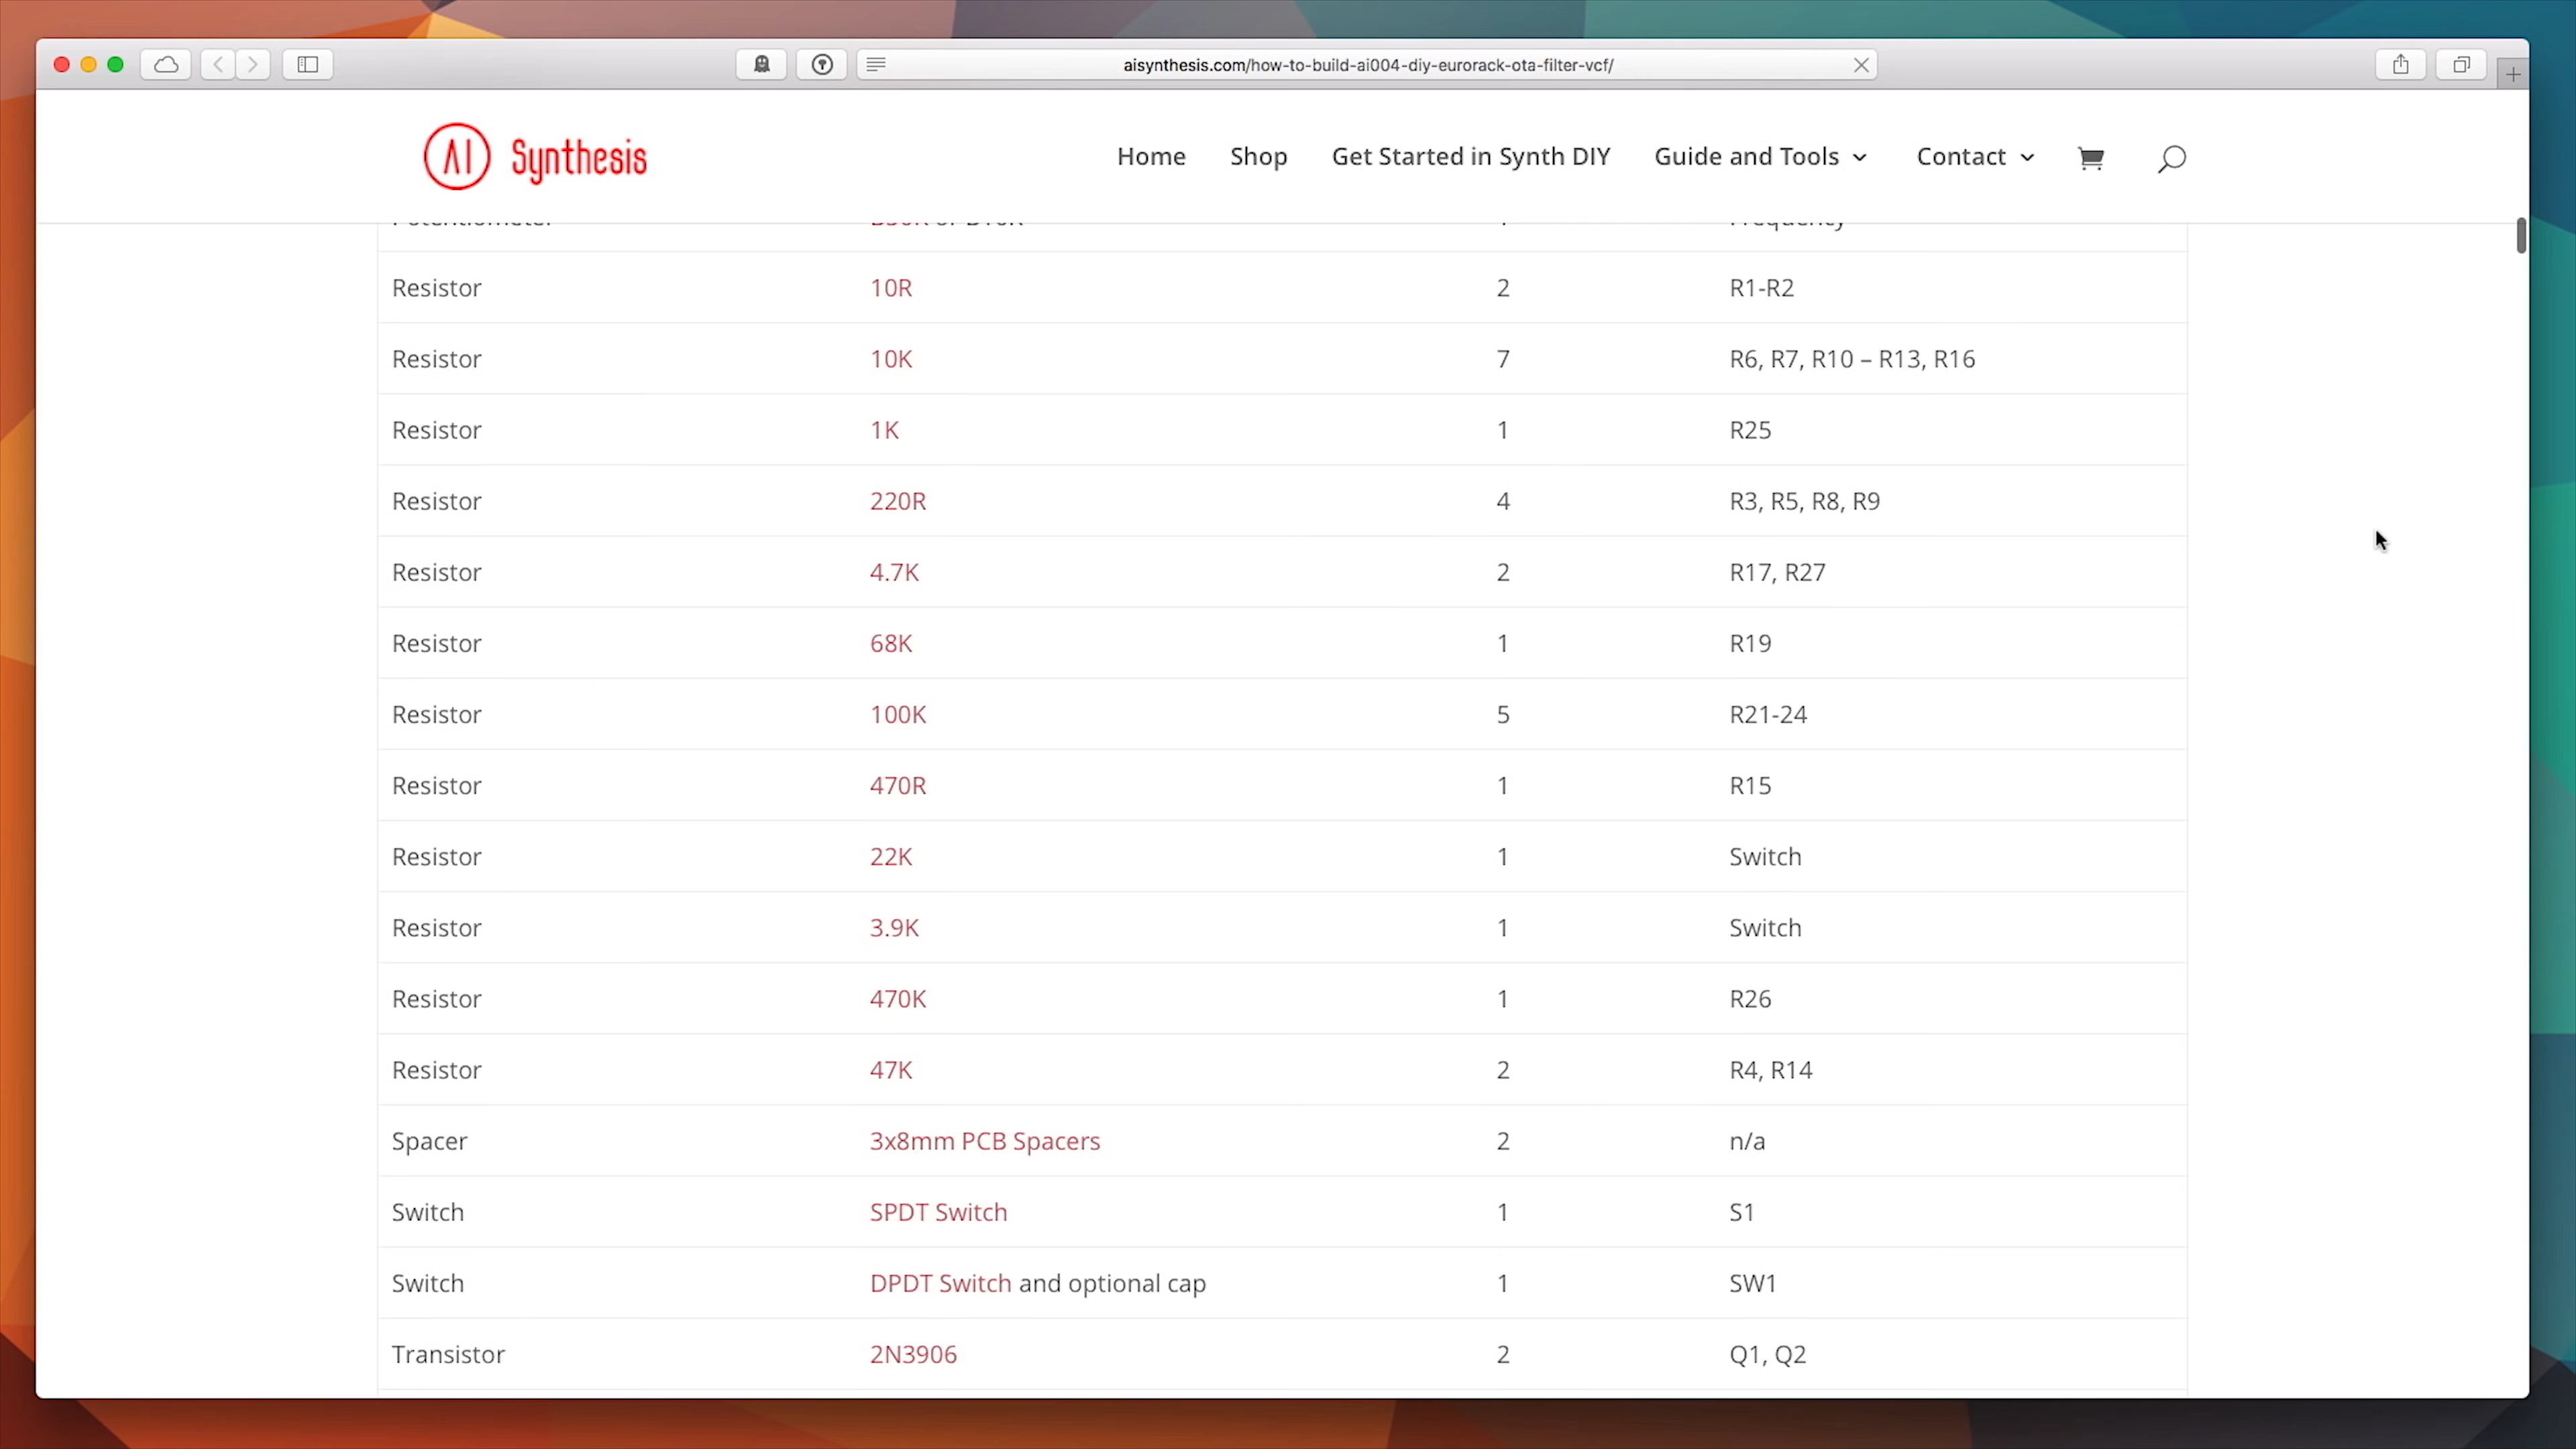 aisynthesis.com/how-to-build-ai004-diy-eurorack-ota-filter-vcf/
AI Synthesis Home Shop Get Started in Synth DIY Guide and Tools Contact
Resistor 10R 2 R1-R2
Resistor 10K 7 R6, R7, R10 – R13, R16
Resistor 1K 1 R25
Resistor 220R 4 R3, R5, R8, R9
Resistor 4.7K 2 R17, R27
Resistor 68K 1 R19
Resistor 100K 5 R21-24
Resistor 470R 1 R15
Resistor 22K 1 Switch
Resistor 3.9K 1 Switch
Resistor 470K 1 R26
Resistor 47K 2 R4, R14
Spacer 3x8mm PCB Spacers 2 n/a
Switch SPDT Switch 1 S1
Switch DPDT Switch and optional cap 1 SW1
Transistor 2N3906 2 Q1, Q2